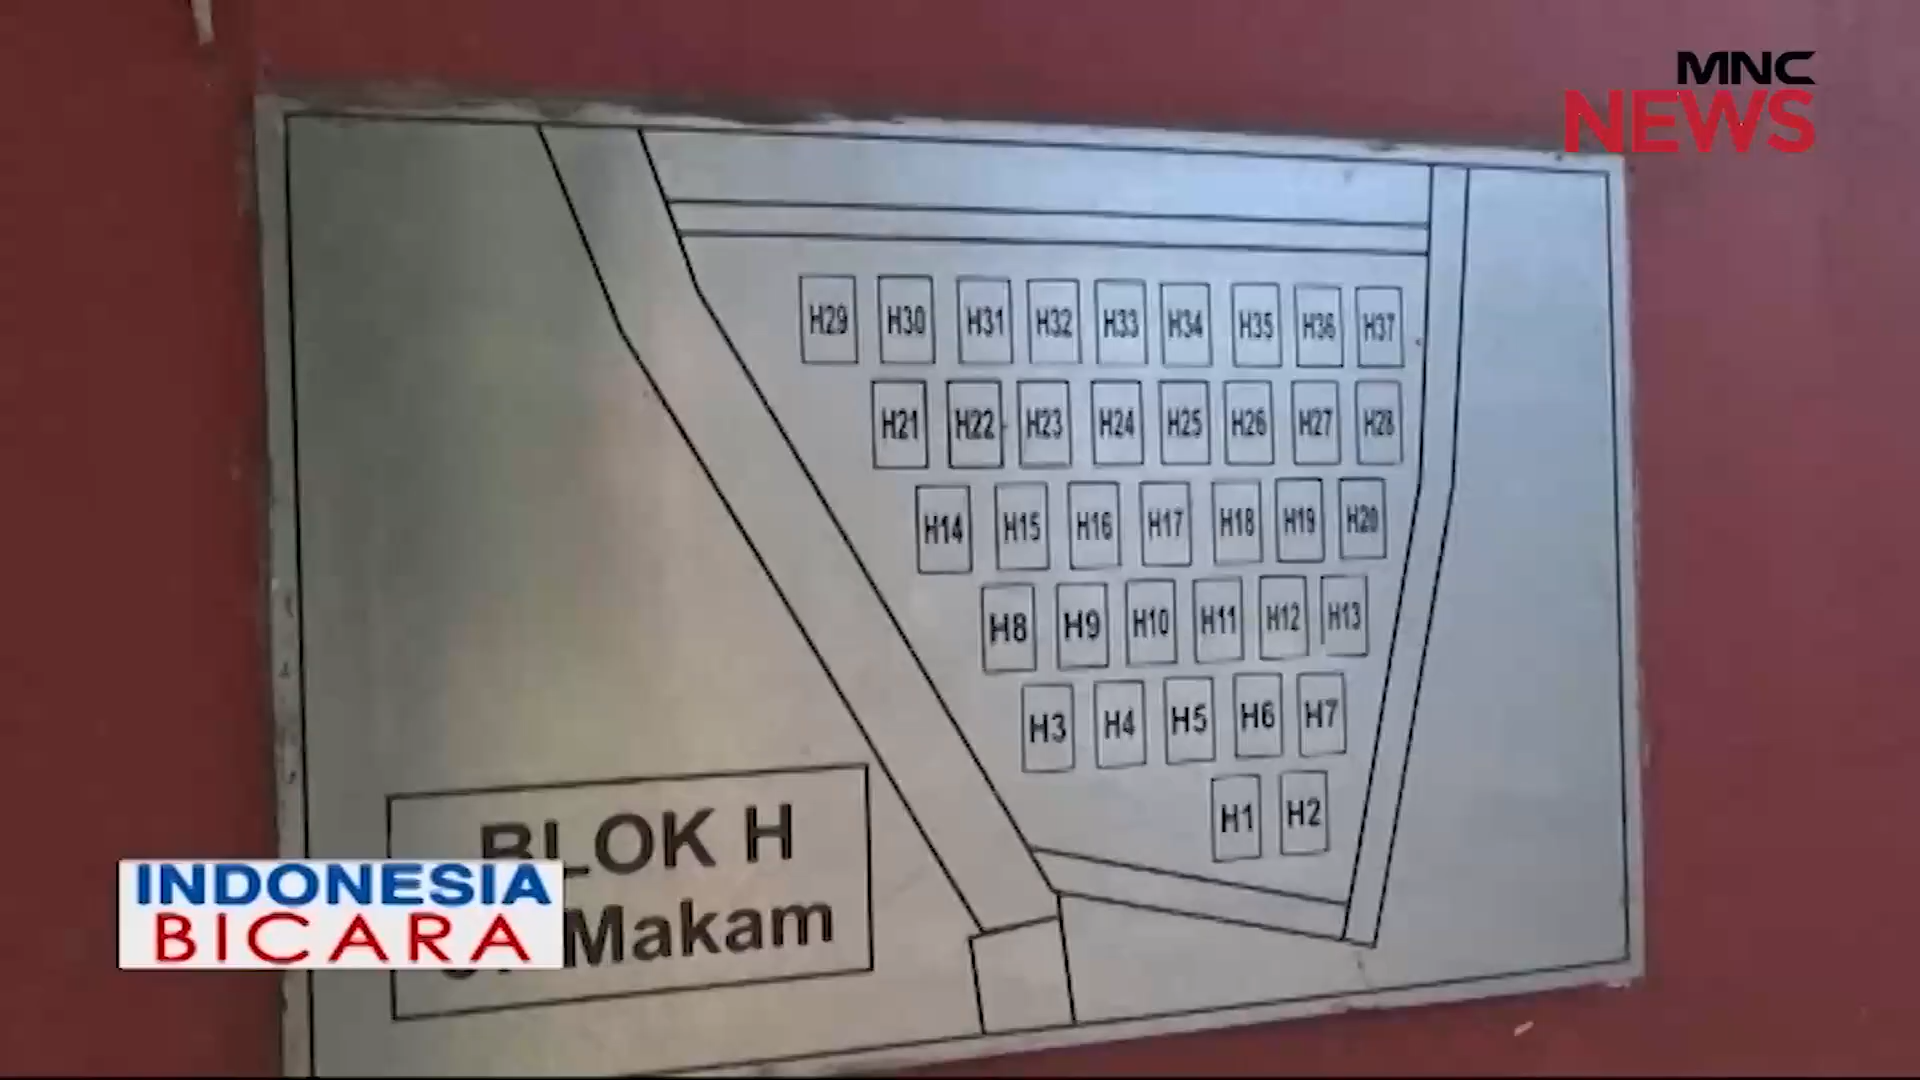 MNC
NEWS
H29 H30 H31 H32 H33 H34 H35 H36 H37
H21 H22 H23 H24 H25 H26 H27 H28
H14 H15 H16 H17 H18 H19 H20
H8 H9 H10 H11 H12 H13
H3 H4 H5 H6 H7
H1 H2
BLOK H
Makam
INDONESIA
BICARA